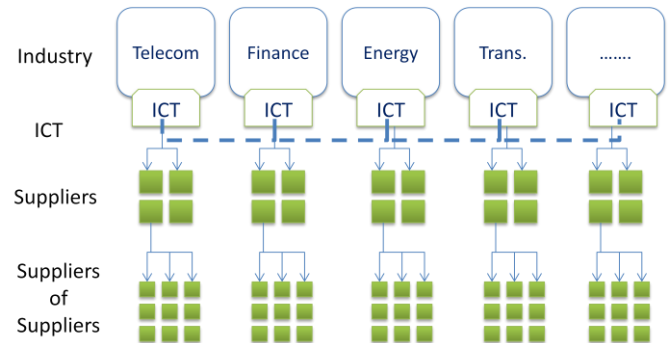 Industry
Telecom
Finance
Energy
Trans.
.......
ICT
ICT
ICT
ICT
ICT
ICT
Suppliers
Suppliers
of
Suppliers